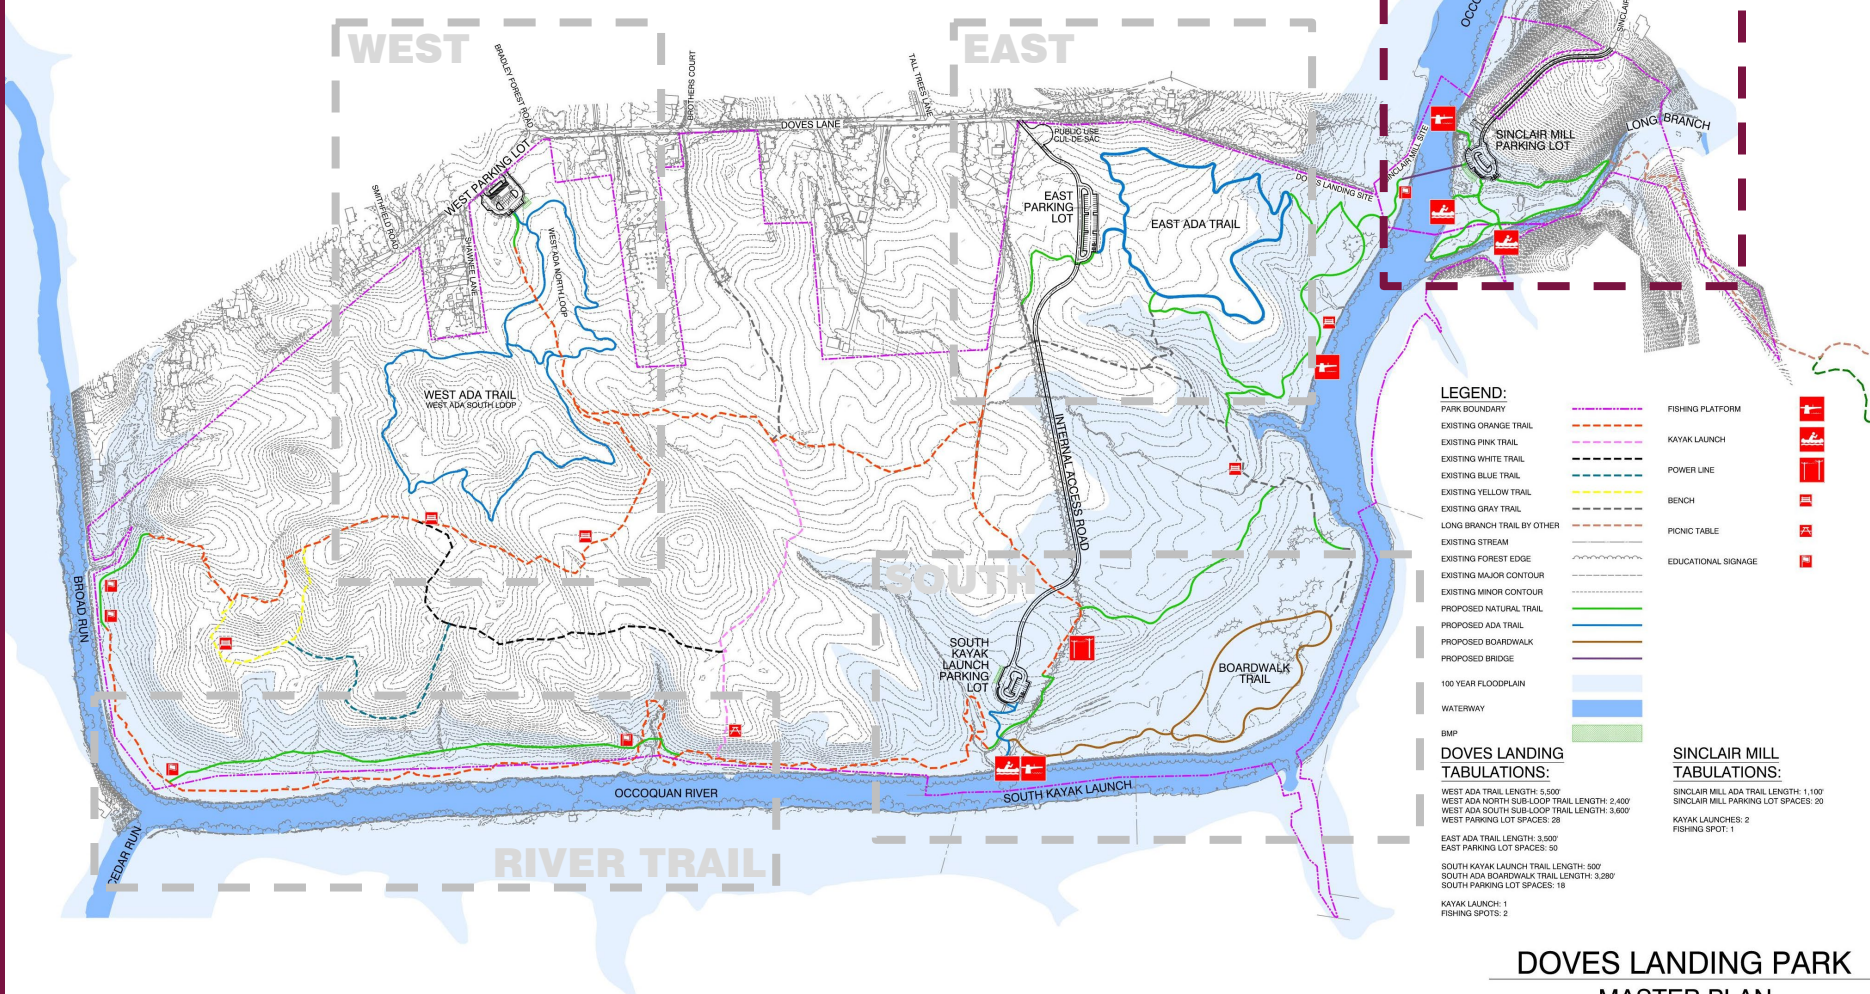 WEST
EAST
BRADLEY FOREST ROAD
BROTHERS COURT
TALL TREES LANE
DOVES LANE
PUBLIC USE
CUL-DE-SAC
SINCLAIR MILL SITE
SINCLAIR MILL
PARKING LOT
LONG BRANCH
WEST PARKING LOT
SMITHFIELD ROAD
SHAWNEE LANE
WEST ADA NORTH LOOP
EAST
PARKING
LOT
EAST ADA TRAIL
DOVES LANDING SITE
WEST ADA TRAIL
WEST ADA SOUTH LOOP
INTERNAL ACCESS ROAD
SOUTH
BROAD RUN
SOUTH
KAYAK
LAUNCH
PARKING
LOT
BOARDWALK
TRAIL
OCCOQUAN RIVER
SOUTH KAYAK LAUNCH
RIVER TRAIL
CEDAR RUN
LEGEND:
PARK BOUNDARY
EXISTING ORANGE TRAIL
EXISTING PINK TRAIL
EXISTING WHITE TRAIL
EXISTING BLUE TRAIL
EXISTING YELLOW TRAIL
EXISTING GRAY TRAIL
LONG BRANCH TRAIL BY OTHER
EXISTING STREAM
EXISTING FOREST EDGE
EXISTING MAJOR CONTOUR
EXISTING MINOR CONTOUR
PROPOSED NATURAL TRAIL
PROPOSED ADA TRAIL
PROPOSED BOARDWALK
PROPOSED BRIDGE
100 YEAR FLOODPLAIN
WATERWAY
BMP
FISHING PLATFORM
KAYAK LAUNCH
POWER LINE
BENCH
PICNIC TABLE
EDUCATIONAL SIGNAGE
DOVES LANDING
TABULATIONS:
WEST ADA TRAIL LENGTH: 5,500'
WEST ADA NORTH SUB-LOOP TRAIL LENGTH: 2,400'
WEST ADA SOUTH SUB-LOOP TRAIL LENGTH: 3,600'
WEST PARKING LOT SPACES: 28
EAST ADA TRAIL LENGTH: 3,500'
EAST PARKING LOT SPACES: 50
SOUTH KAYAK LAUNCH TRAIL LENGTH: 500'
SOUTH ADA BOARDWALK TRAIL LENGTH: 3,280'
SOUTH PARKING LOT SPACES: 18
KAYAK LAUNCH: 1
FISHING SPOTS: 2
SINCLAIR MILL
TABULATIONS:
SINCLAIR MILL ADA TRAIL LENGTH: 1,100'
SINCLAIR MILL PARKING LOT SPACES: 20
KAYAK LAUNCHES: 2
FISHING SPOT: 1
DOVES LANDING PARK
MASTER PLAN